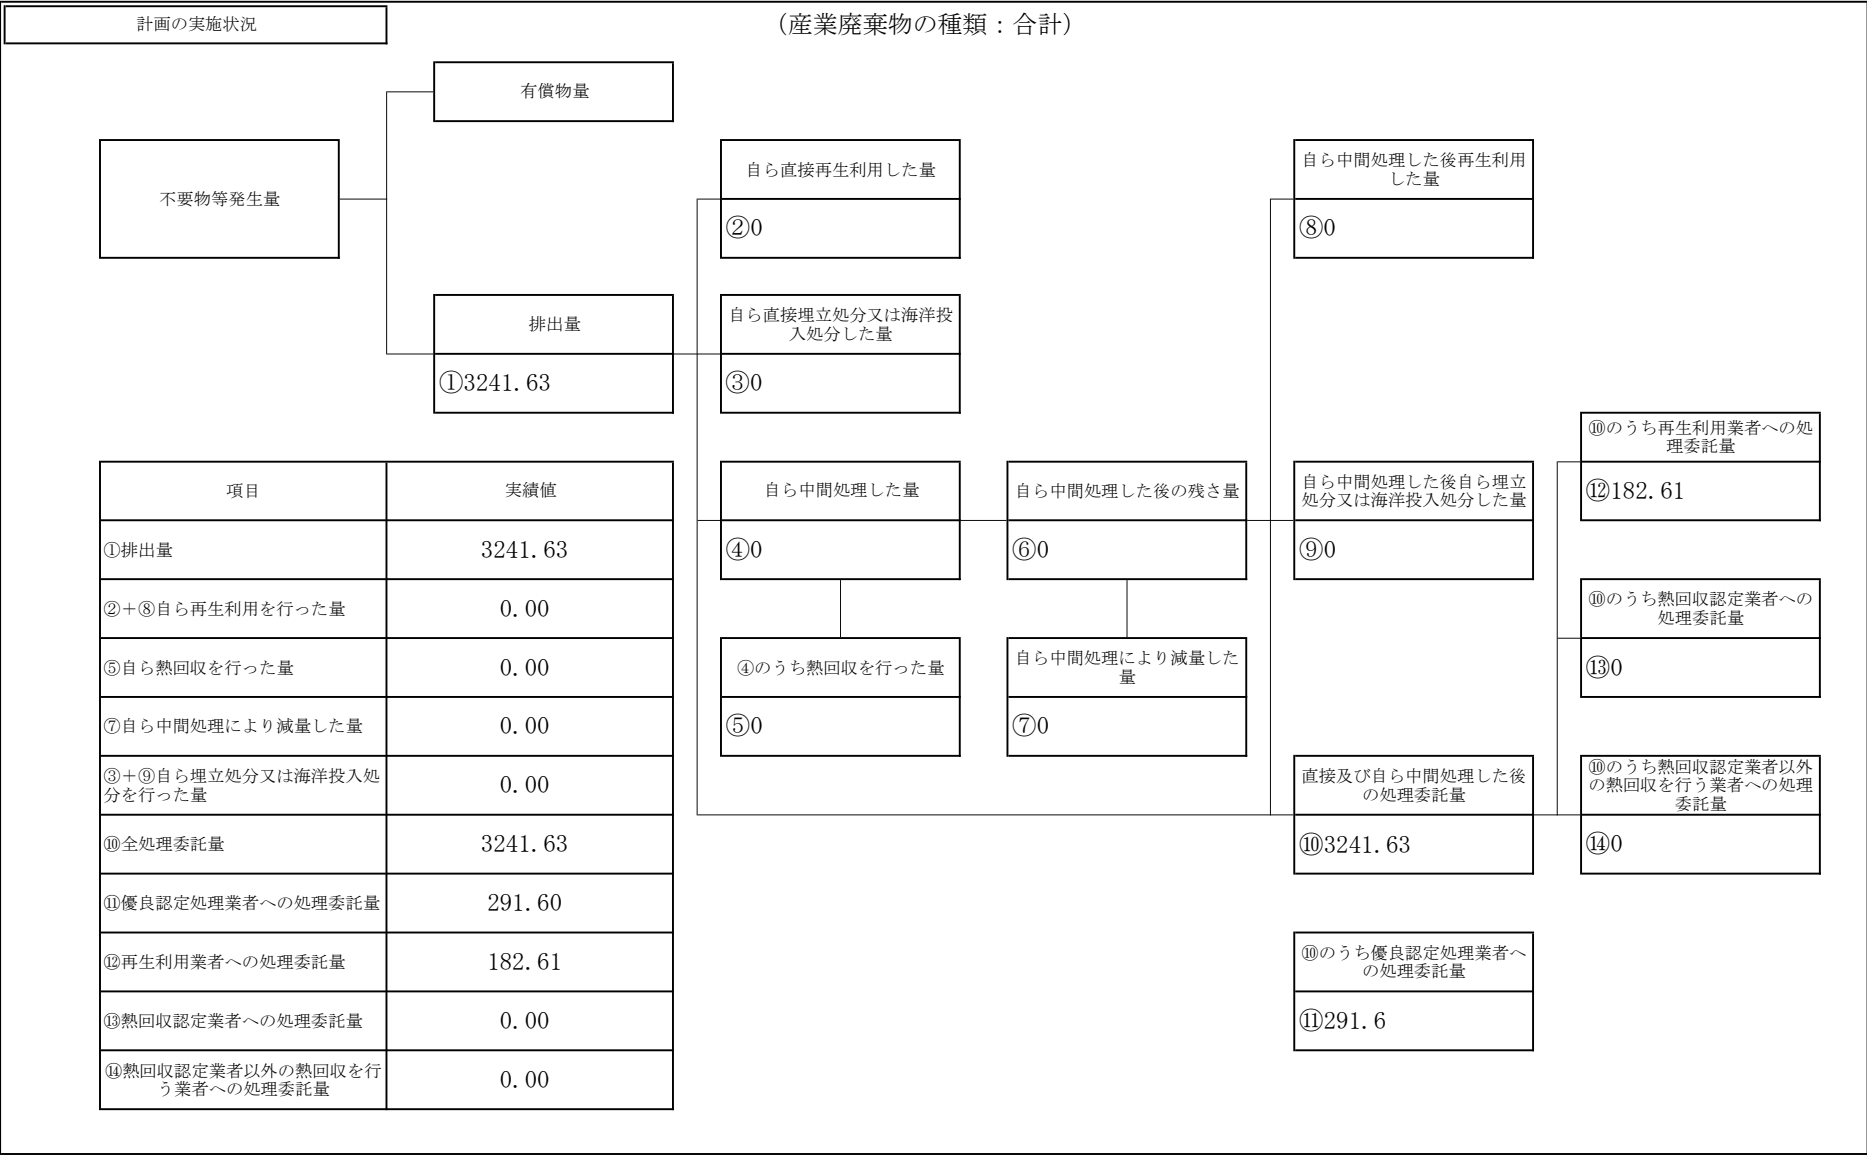 計画の実施状況
（産業廃棄物の種類：合計）
有償物量
不要物等発生量
自ら直接再生利用した量
②0
自ら中間処理した後再生利用
した量
⑧0
排出量
①3241.63
自ら直接埋立処分又は海洋投
入処分した量
③0
⑩のうち再生利用業者への処
理委託量
⑫182.61
自ら中間処理した量
④0
自ら中間処理した後の残さ量
⑥0
自ら中間処理した後自ら埋立
処分又は海洋投入処分した量
⑨0
⑩のうち熱回収認定業者への
処理委託量
⑬0
④のうち熱回収を行った量
⑤0
自ら中間処理により減量した
量
⑦0
直接及び自ら中間処理した後
の処理委託量
⑩3241.63
⑩のうち熱回収認定業者以外
の熱回収を行う業者への処理
委託量
⑭0
⑩のうち優良認定処理業者へ
の処理委託量
⑪291.6
項目 実績値
①排出量 3241.63
②＋⑧自ら再生利用を行った量 0.00
⑤自ら熱回収を行った量 0.00
⑦自ら中間処理により減量した量 0.00
③＋⑨自ら埋立処分又は海洋投入処
分を行った量 0.00
⑩全処理委託量 3241.63
⑪優良認定処理業者への処理委託量 291.60
⑫再生利用業者への処理委託量 182.61
⑬熱回収認定業者への処理委託量 0.00
⑭熱回収認定業者以外の熱回収を行
う業者への処理委託量 0.00